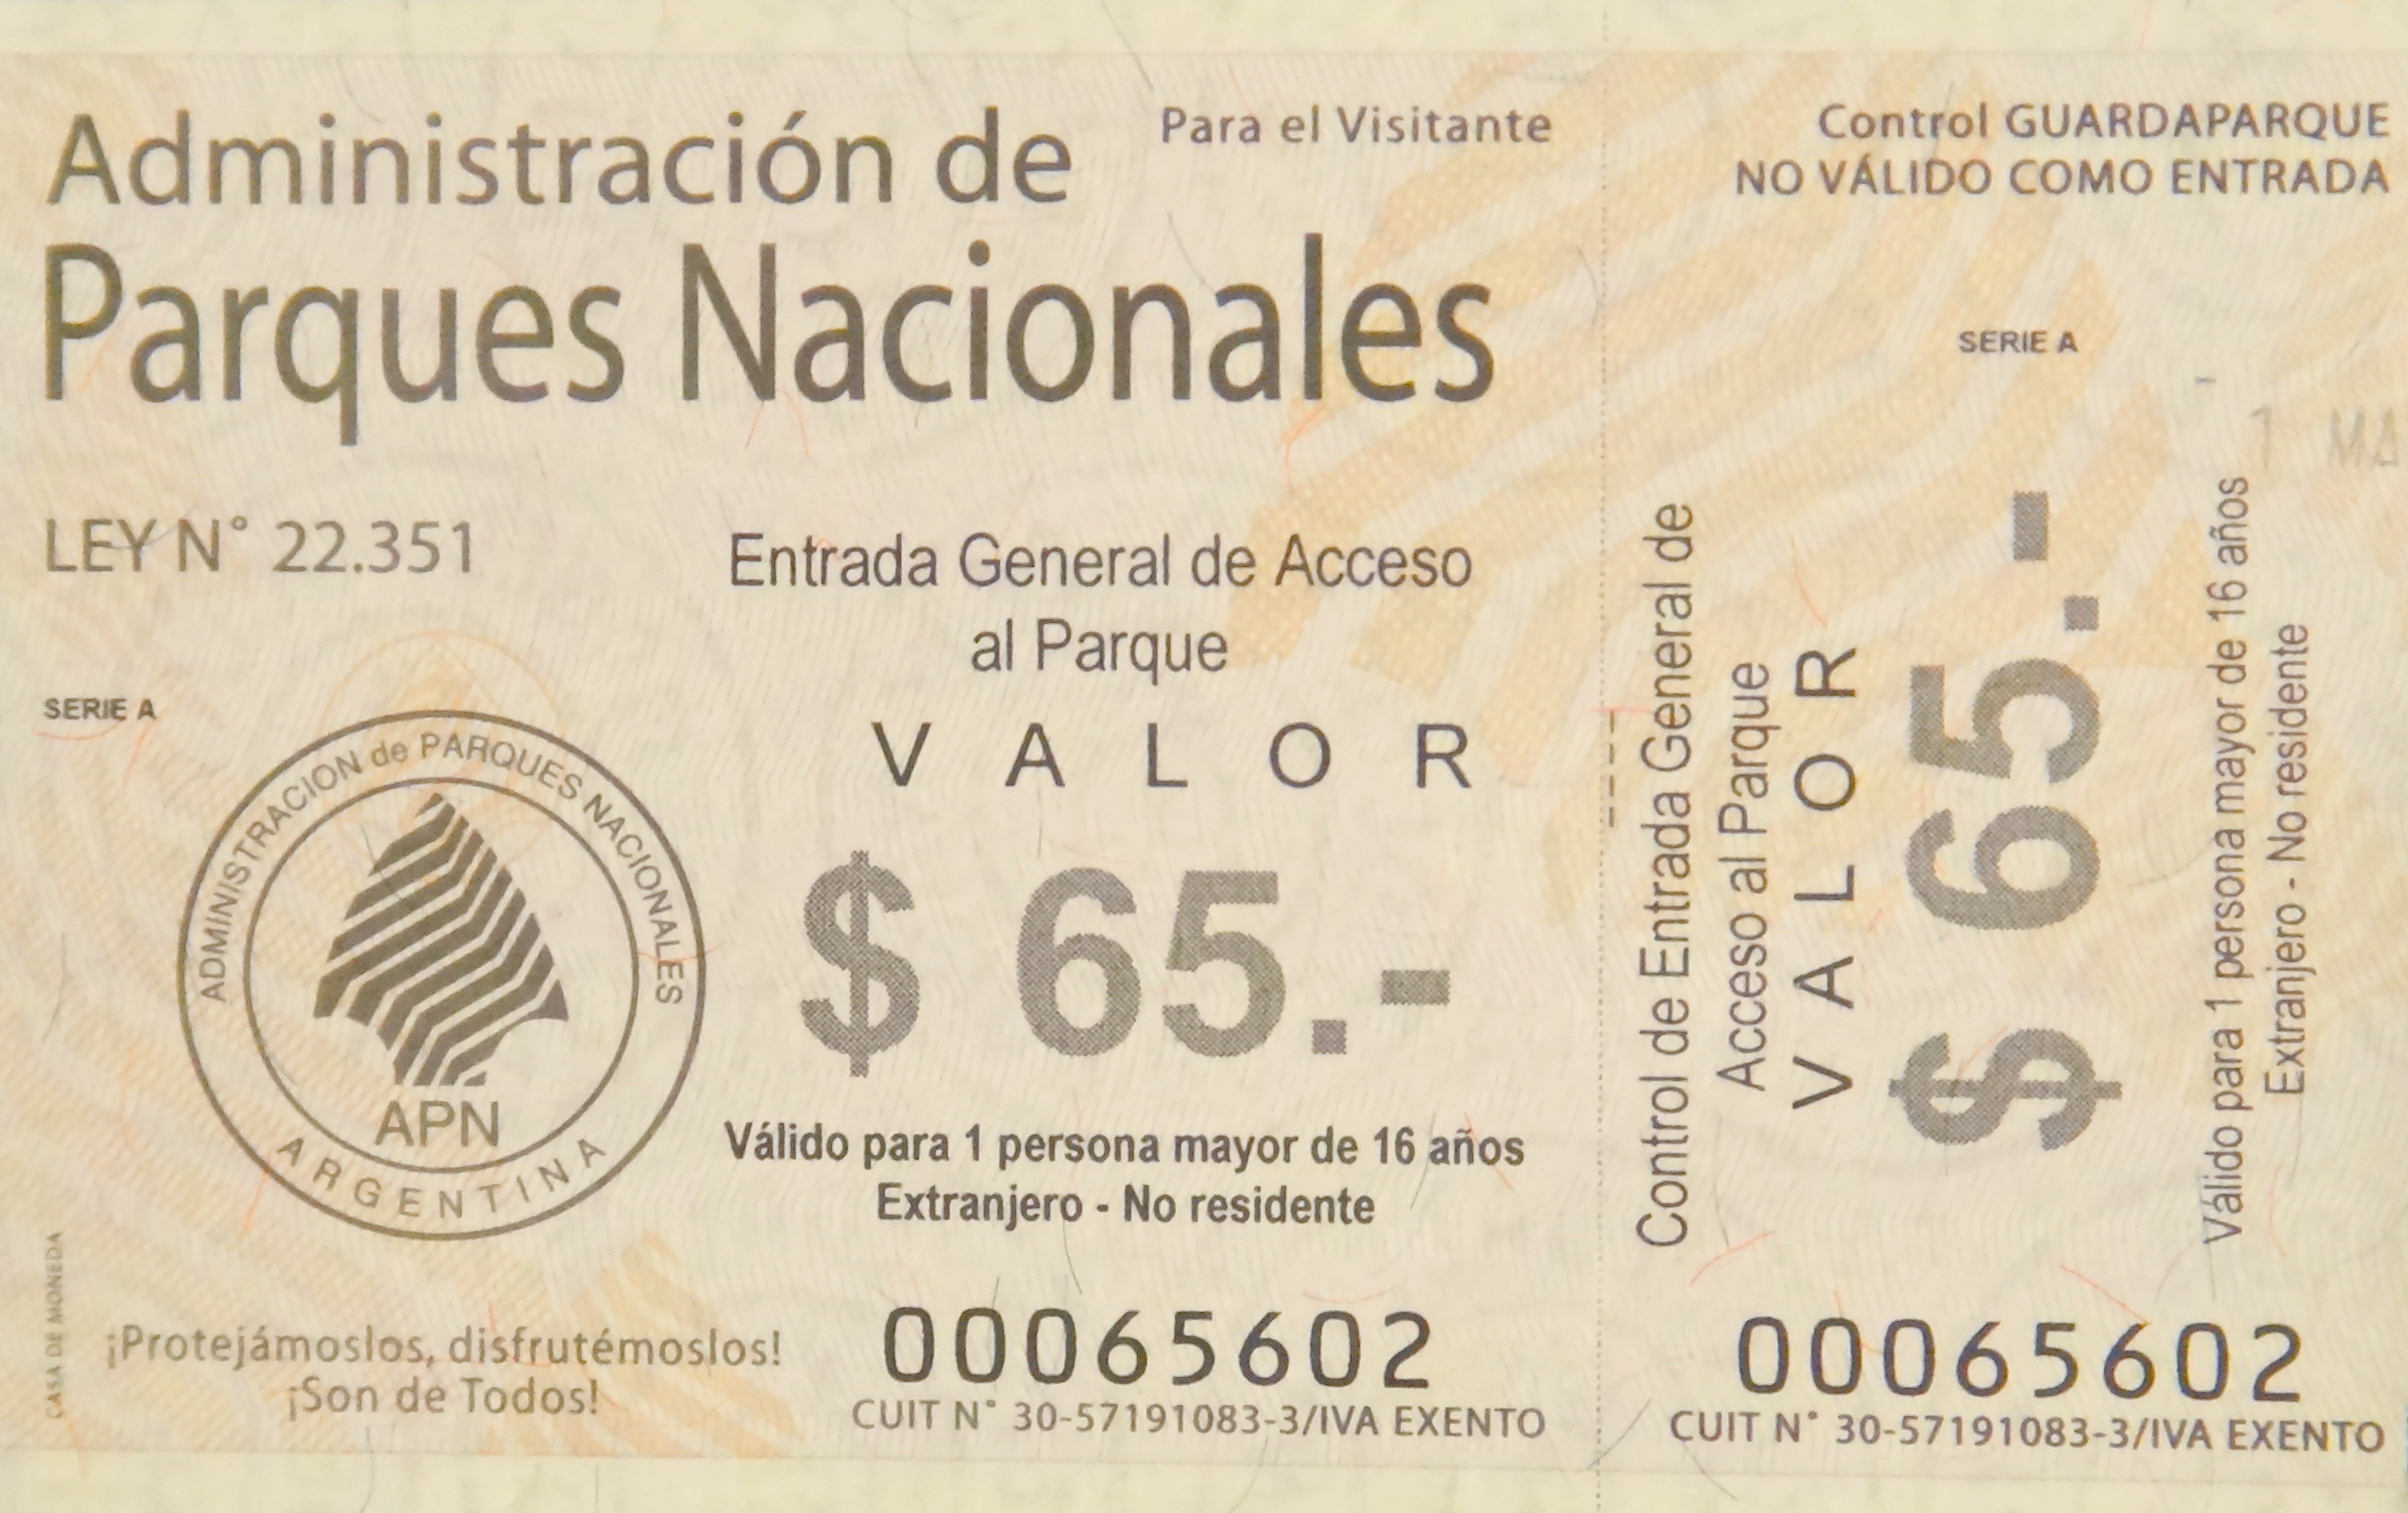 Administración de
Parques Nacionales
Para el Visitante
LEY N° 22.351
Entrada General de Acceso
al Parque
SERIE A
V A L O R
$ 65.-
ADMINISTRACION de PARQUES NACIONALES
APN
ARGENTINA
Válido para 1 persona mayor de 16 años
Extranjero - No residente
CASA DE MONEDA
¡Protejámoslos, disfrutémoslos!
¡Son de Todos!
00065602
CUIT N° 30-57191083-3/IVA EXENTO
Control GUARDAPARQUE
NO VÁLIDO COMO ENTRADA
SERIE A
1 MA
Control de Entrada General de
Acceso al Parque
V A L O R
$ 65.-
Válido para 1 persona mayor de 16 años
Extranjero - No residente
00065602
CUIT N° 30-57191083-3/IVA EXENTO